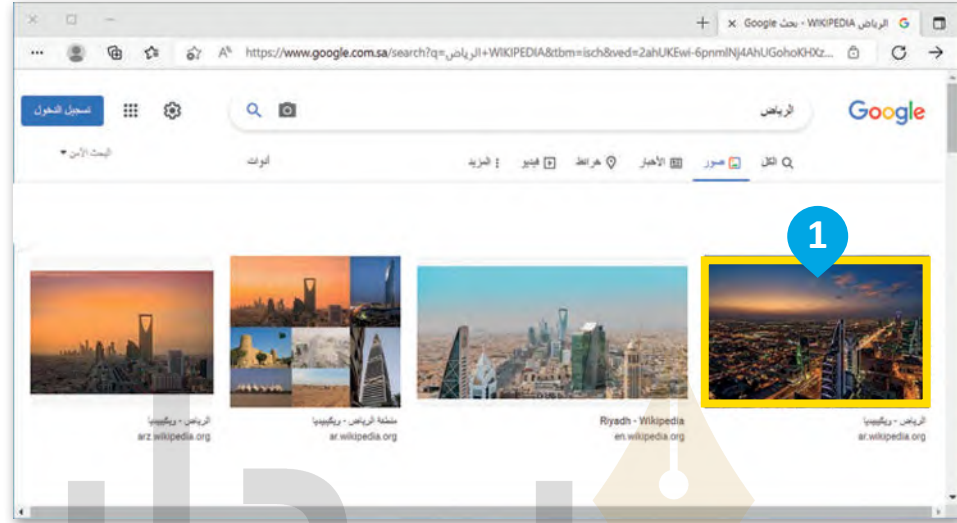 الرياض WIKIPEDIA - بحث Google
https://www.google.com.sa/search?q=الرياض+WIKIPEDIA&tbm=isch&ved=2ahUKEwi-6pnmlNj4AhUGohoKHXz...
Google
الرياض
تسجيل الدخول
الكل
صور
الأخبار
خرائط
فيديو
المزيد
أدوات
البحث الآمن
1
الرياض - ويكيبيديا
ar.wikipedia.org
Riyadh - Wikipedia
en.wikipedia.org
منطقة الرياض - ويكيبيديا
ar.wikipedia.org
الرياض - ويكيبيديا
arz.wikipedia.org